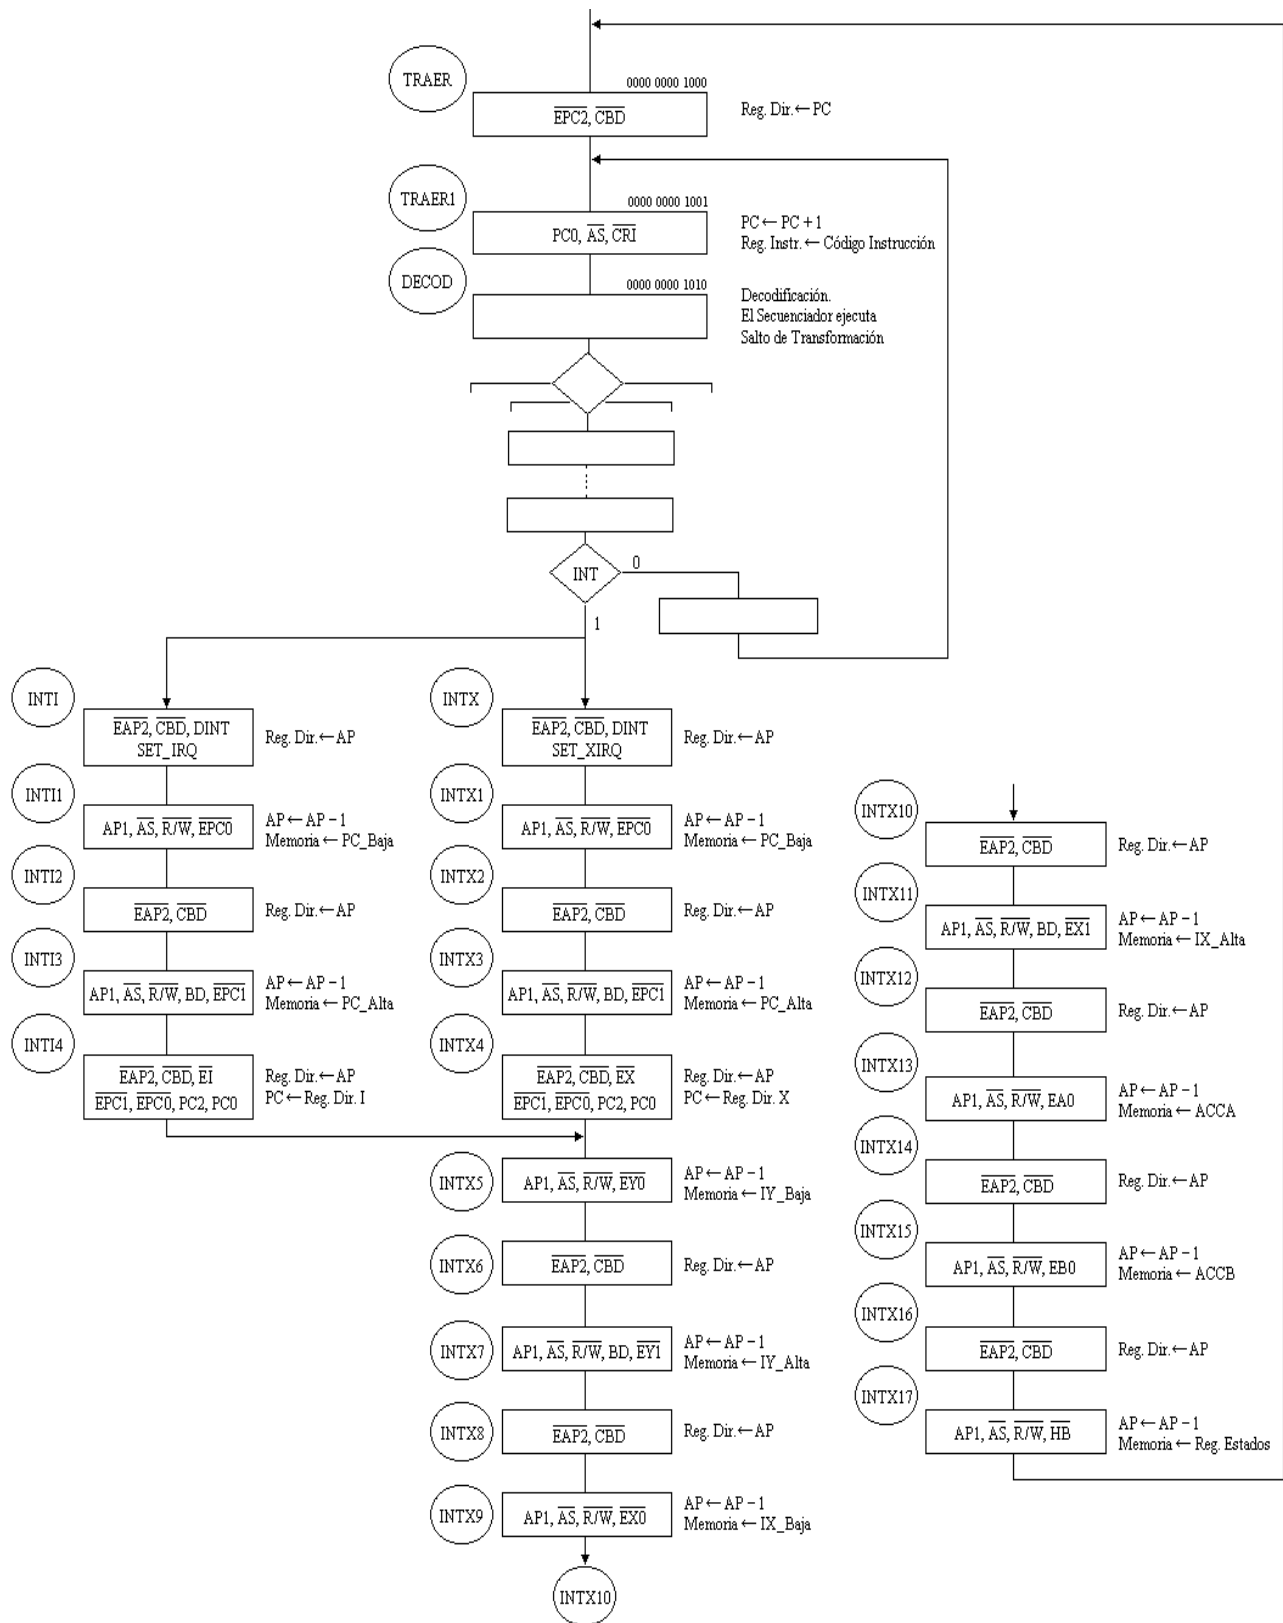 TRAER
0000 0000 1000
EPC2, CBD
Reg. Dir. ← PC
TRAER1
0000 0000 1001
PC0, AS, CRI
PC ← PC + 1
Reg. Instr. ← Código Instrucción
DECOD
0000 0000 1010
Decodificación.
El Secuenciador ejecuta
Salto de Transformación
INT
0
1
INTI
EAP2, CBD, DINT
SET_IRQ
Reg. Dir. ← AP
INTI1
AP1, AS, R/W, EPC0
AP ← AP − 1
Memoria ← PC_Baja
INTI2
EAP2, CBD
Reg. Dir. ← AP
INTI3
AP1, AS, R/W, BD, EPC1
AP ← AP − 1
Memoria ← PC_Alta
INTI4
EAP2, CBD, EI
EPC1, EPC0, PC2, PC0
Reg. Dir. ← AP
PC ← Reg. Dir. I
INTX
EAP2, CBD, DINT
SET_XIRQ
Reg. Dir. ← AP
INTX1
AP1, AS, R/W, EPC0
AP ← AP − 1
Memoria ← PC_Baja
INTX2
EAP2, CBD
Reg. Dir. ← AP
INTX3
AP1, AS, R/W, BD, EPC1
AP ← AP − 1
Memoria ← PC_Alta
INTX4
EAP2, CBD, EX
EPC1, EPC0, PC2, PC0
Reg. Dir. ← AP
PC ← Reg. Dir. X
INTX5
AP1, AS, R/W, EY0
AP ← AP − 1
Memoria ← IY_Baja
INTX6
EAP2, CBD
Reg. Dir. ← AP
INTX7
AP1, AS, R/W, BD, EY1
AP ← AP − 1
Memoria ← IY_Alta
INTX8
EAP2, CBD
Reg. Dir. ← AP
INTX9
AP1, AS, R/W, EX0
AP ← AP − 1
Memoria ← IX_Baja
INTX10
INTX10
EAP2, CBD
Reg. Dir. ← AP
INTX11
AP1, AS, R/W, BD, EX1
AP ← AP − 1
Memoria ← IX_Alta
INTX12
EAP2, CBD
Reg. Dir. ← AP
INTX13
AP1, AS, R/W, EA0
AP ← AP − 1
Memoria ← ACCA
INTX14
EAP2, CBD
Reg. Dir. ← AP
INTX15
AP1, AS, R/W, EB0
AP ← AP − 1
Memoria ← ACCB
INTX16
EAP2, CBD
Reg. Dir. ← AP
INTX17
AP1, AS, R/W, HB
AP ← AP − 1
Memoria ← Reg. Estados